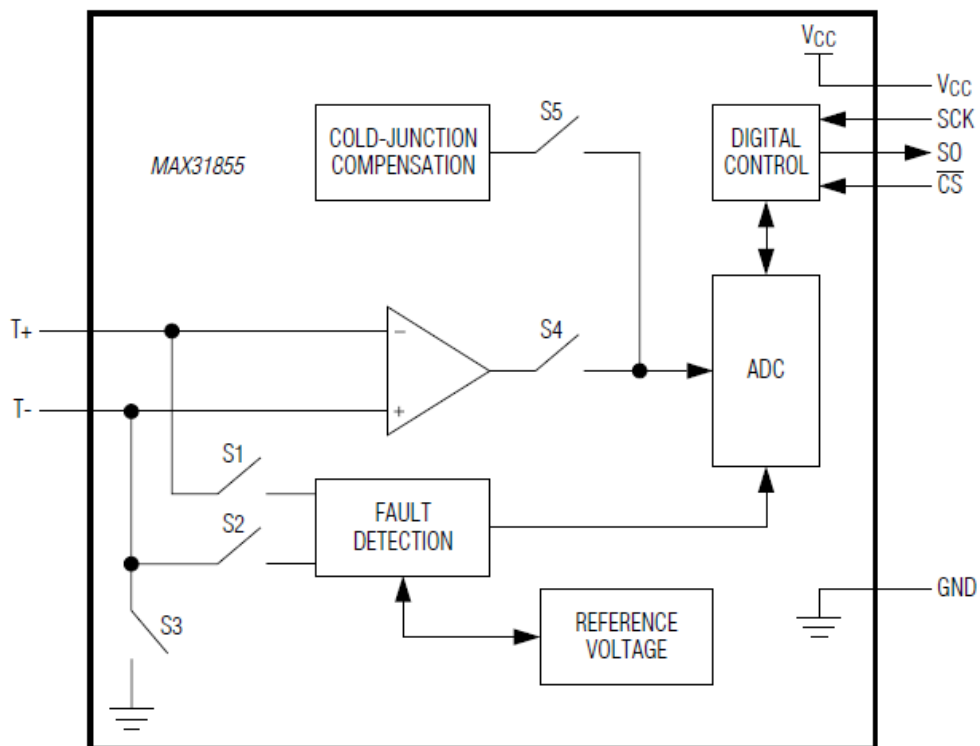 VCC
VCC
SCK
SO
C̅S̅
S5
COLD-JUNCTION
COMPENSATION
DIGITAL
CONTROL
MAX31855
T+
−
S4
ADC
T-
+
S1
S2
FAULT
DETECTION
GND
S3
REFERENCE
VOLTAGE